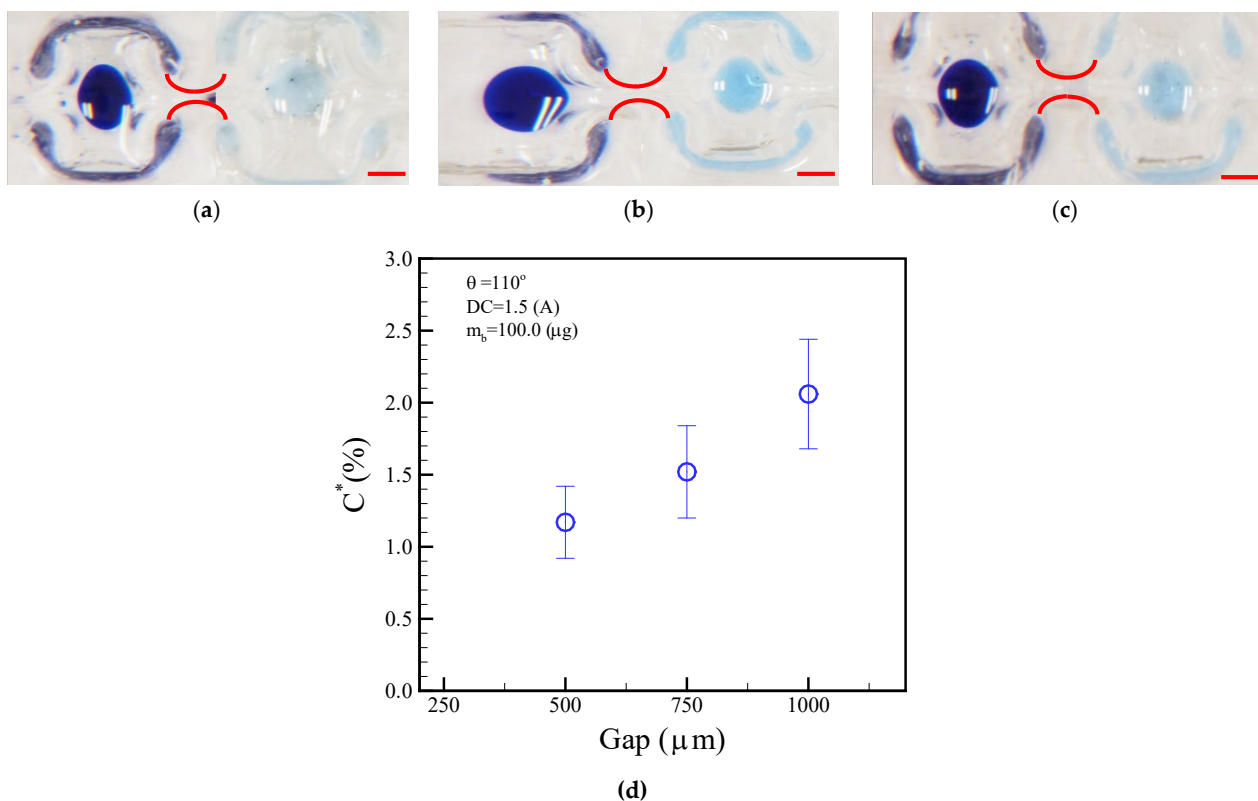 (a)
(b)
(c)
3.0
θ =110°
DC=1.5 (A)
m_b=100.0 (μg)
2.5
2.0
1.5
1.0
0.5
0.0
C*(%)
250
500
750
1000
Gap (μm)
(d)